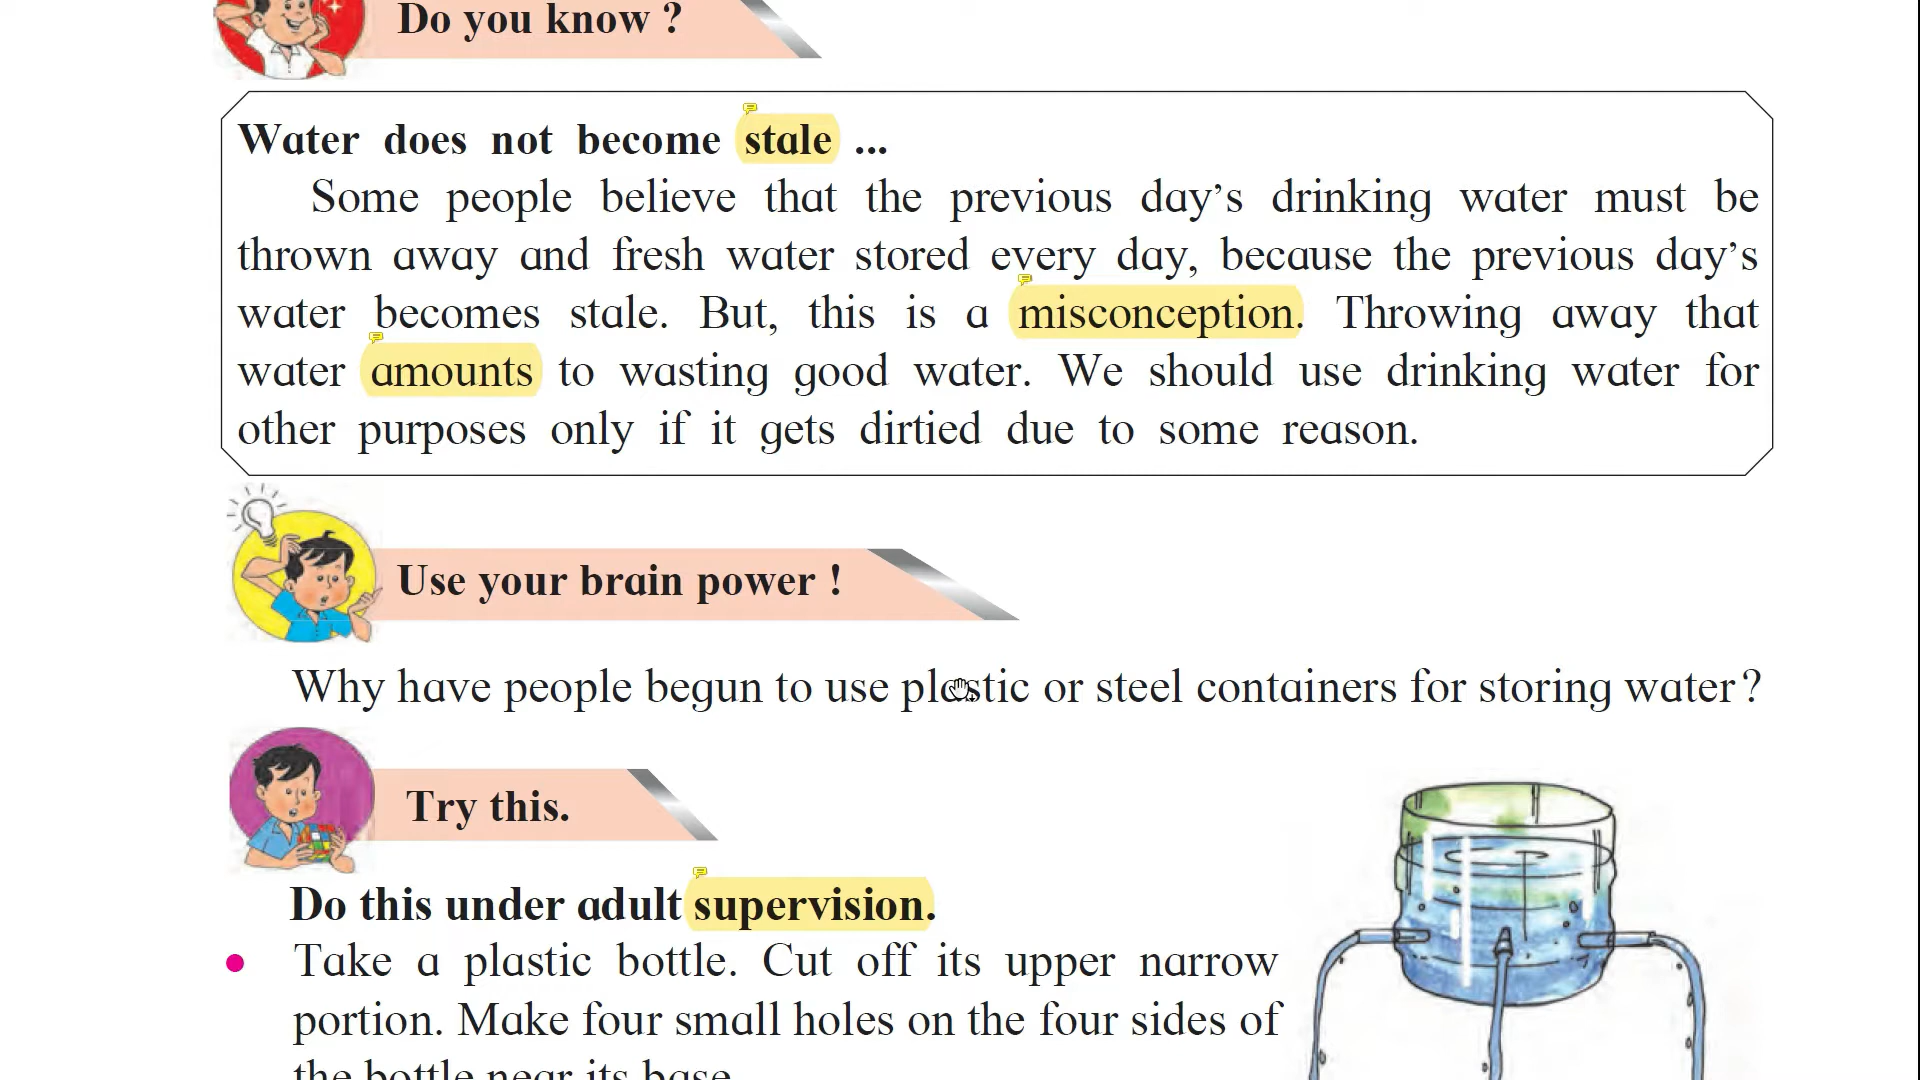 Do you know ?
Water does not become stale ...
Some people believe that the previous day's drinking water must be
thrown away and fresh water stored every day, because the previous day's
water becomes stale. But, this is a misconception. Throwing away that
water amounts to wasting good water. We should use drinking water for
other purposes only if it gets dirtied due to some reason.
Use your brain power !
Why have people begun to use plastic or steel containers for storing water ?
Try this.
Do this under adult supervision.
Take a plastic bottle. Cut off its upper narrow
portion. Make four small holes on the four sides of
the bottle near its base.